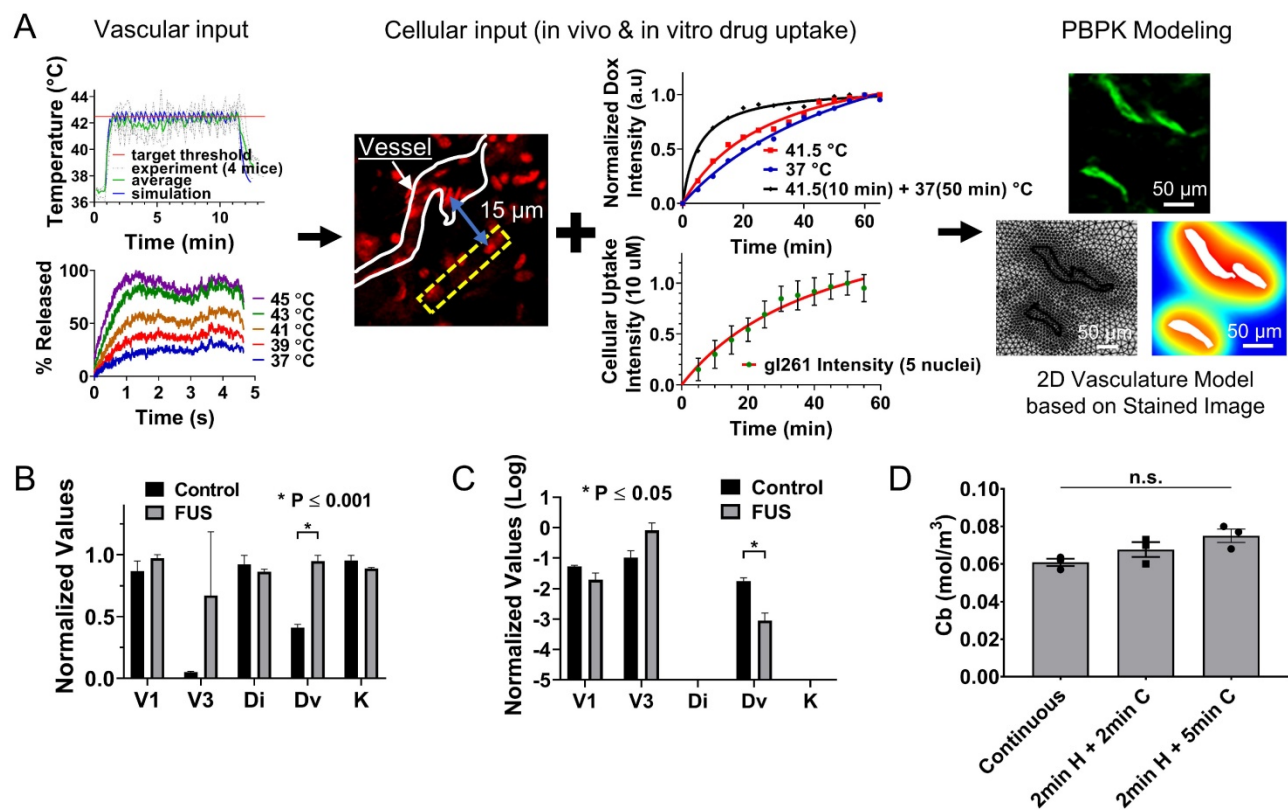 A
Vascular input
Cellular input (in vivo & in vitro drug uptake)
PBPK Modeling
Temperature (°C)
44
42
40
38
36
target threshold
experiment (4 mice)
average
simulation
0
5
10
Time (min)
% Released
100
50
0
45 °C
43 °C
41 °C
39 °C
37 °C
0
1
2
3
4
5
Time (s)
Vessel
15 µm
Normalized Dox
Intensity (a.u)
1.0
0.5
0.0
41.5 °C
37 °C
41.5(10 min) + 37(50 min) °C
0
20
40
60
Time (min)
Cellular Uptake
Intensity (10 uM)
1.0
0.5
0.0
gl261 Intensity (5 nuclei)
0
20
40
60
Time (min)
50 µm
50 µm
50 µm
2D Vasculature Model
based on Stained Image
B
Normalized Values
Control
FUS
* P ≤ 0.001
*
1.0
0.5
0.0
V1
V3
Di
Dv
K
C
Normalized Values (Log)
* P ≤ 0.05
Control
FUS
*
1
0
-1
-2
-3
-4
-5
V1
V3
Di
Dv
K
D
n.s.
Cb (mol/m³)
0.10
0.08
0.06
0.04
0.02
0.00
Continuous
2min H + 2min C
2min H + 5min C